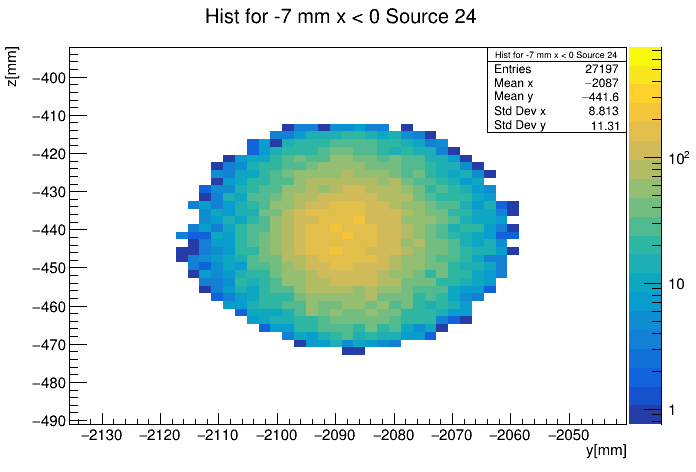 Hist for -7 mm x < 0 Source 24
z[mm]
Hist for -7 mm x < 0 Source 24
Entries 27197
Mean x −2087
Mean y −441.6
Std Dev x 8.813
Std Dev y 11.31
−400
−410
−420
−430
−440
−450
−460
−470
−480
−490
10²
10
1
−2130 −2120 −2110 −2100 −2090 −2080 −2070 −2060 −2050
y[mm]